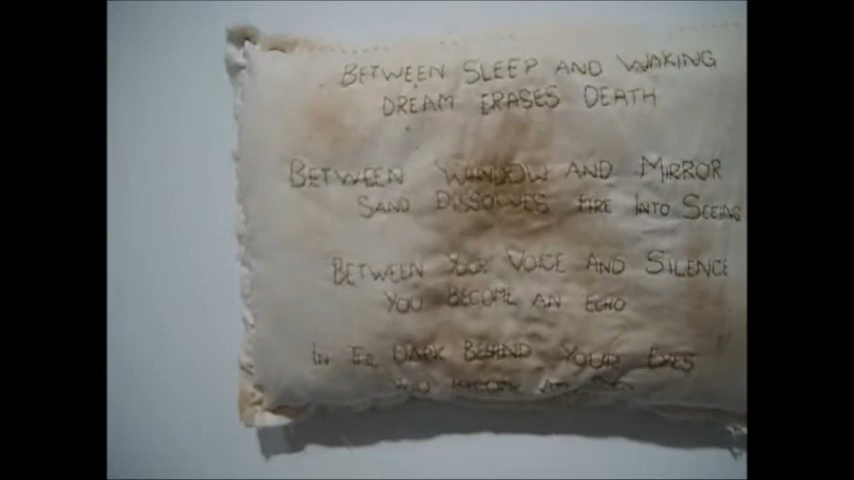 BETWEEN SLEEP AND WAKING
DREAM ERASES DEATH
BETWEEN WINDOW AND MIRROR
SAND DISSOLVES FIRE INTO SEEING
BETWEEN YOUR VOICE AND SILENCE
YOU BECOME AN ECHO
IN THE DARK BEHIND YOUR EYES